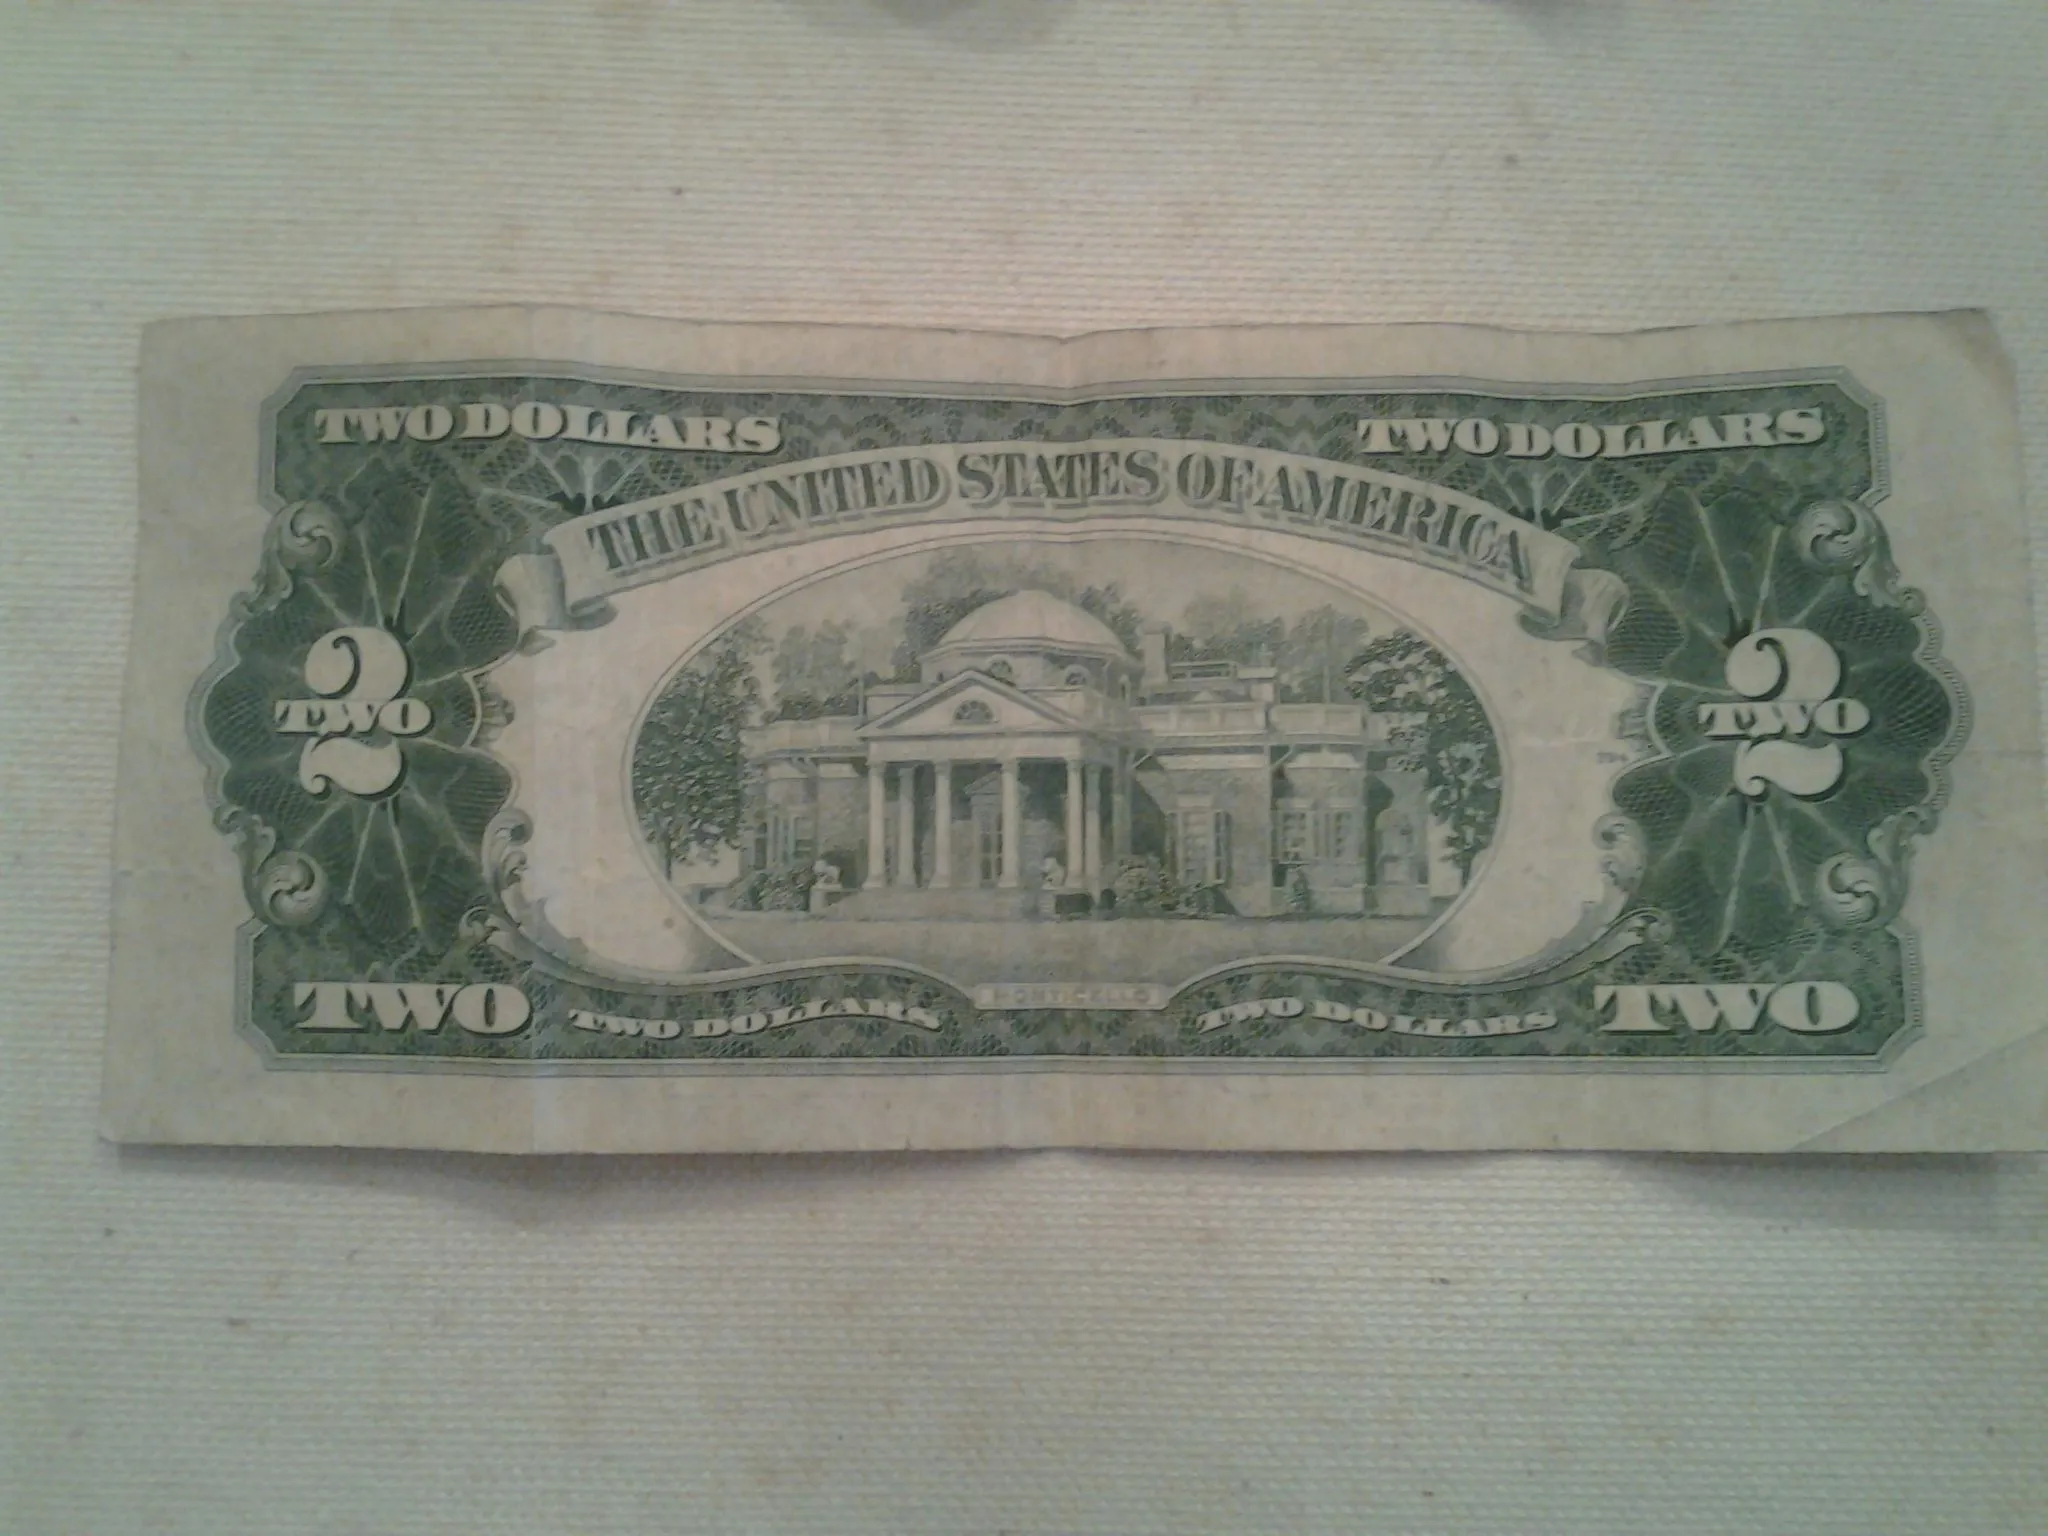 TWO DOLLARS TWO DOLLARS
THE UNITED STATES OF AMERICA
2 2
TWO TWO
MONTICELLO
TWO TWO DOLLARS TWO DOLLARS TWO